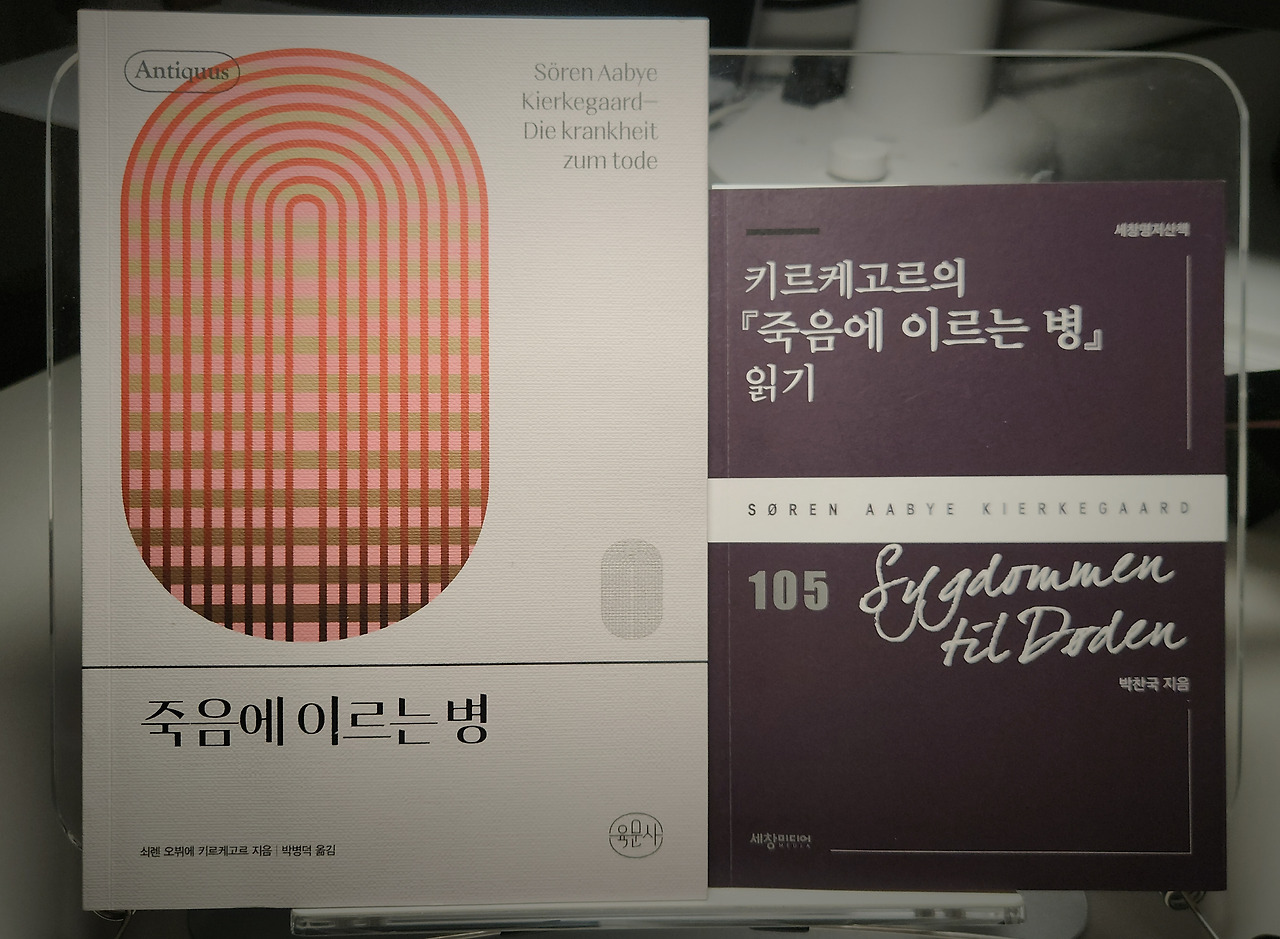 Antiquus
Sören Aabye
Kierkegaard—
Die krankheit
zum tode
죽음에 이르는 병
쇠렌 오뷔에 키르케고르 지음 | 박병덕 옮김
육문사
세창명저산책
키르케고르의
『죽음에 이르는 병』
읽기
SØREN AABYE KIERKEGAARD
105
Sygdommen
til Døden
박찬국 지음
세창미디어
MEDIA